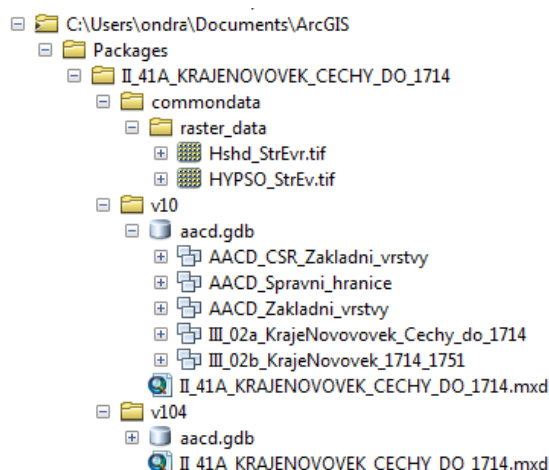 C:\Users\ondra\Documents\ArcGIS
Packages
II_41A_KRAJENOVOVEK_CECHY_DO_1714
commondata
raster_data
Hshd_StrEvr.tif
HYPSO_StrEv.tif
v10
aacd.gdb
AACD_CSR_Zakladni_vrstvy
AACD_Spravni_hranice
AACD_Zakladni_vrstvy
III_02a_KrajeNovovovek_Cechy_do_1714
III_02b_KrajeNovovek_1714_1751
II_41A_KRAJENOVOVEK_CECHY_DO_1714.mxd
v104
aacd.gdb
II_41A_KRAJENOVOVEK_CECHY_DO_1714.mxd